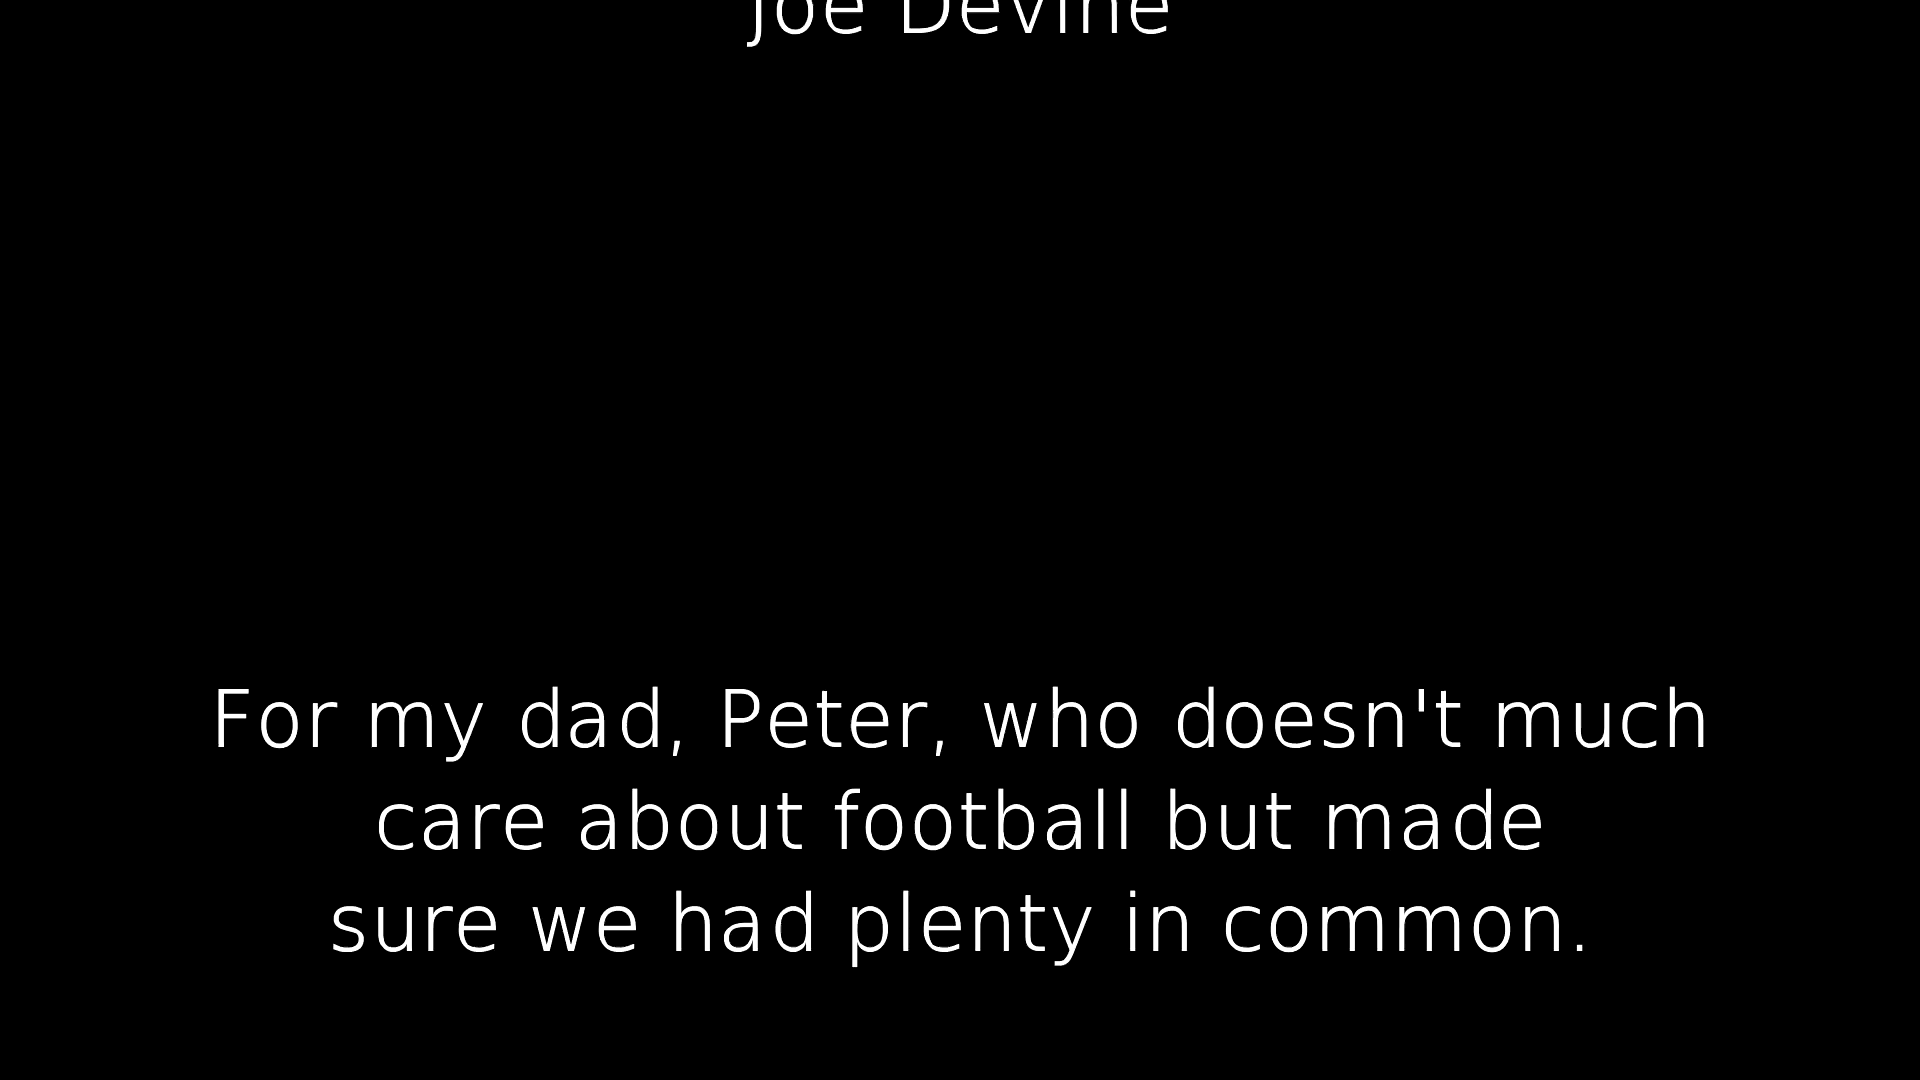 Joe Devine
For my dad, Peter, who doesn't much
care about football but made
sure we had plenty in common.